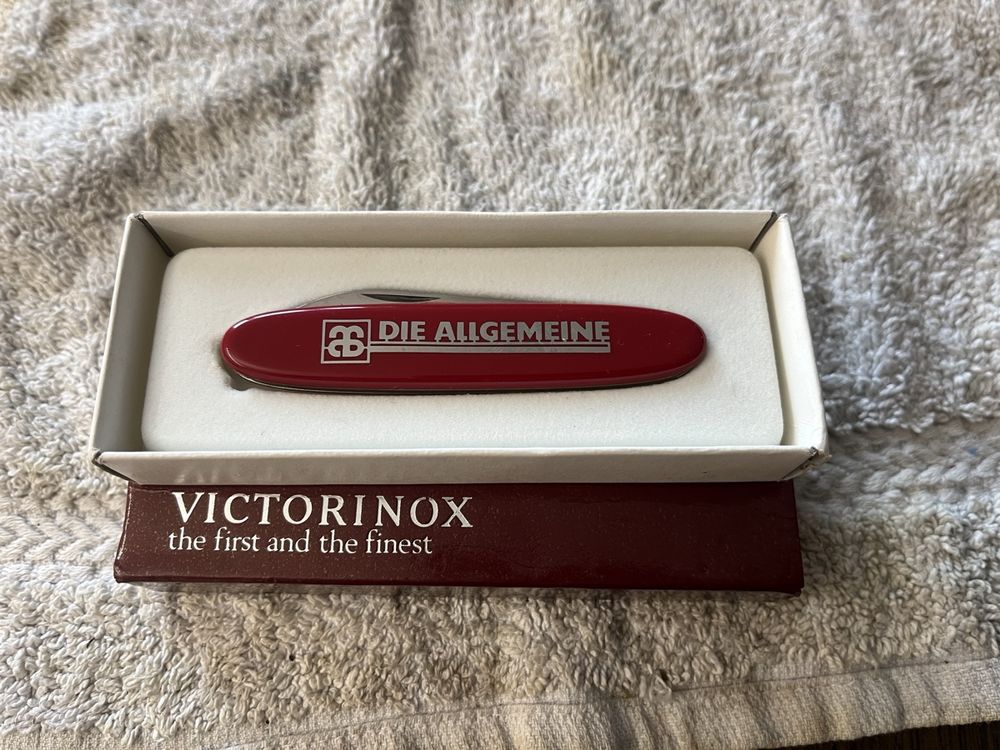 DIE ALLGEMEINE
VICTORINOX
the first and the finest